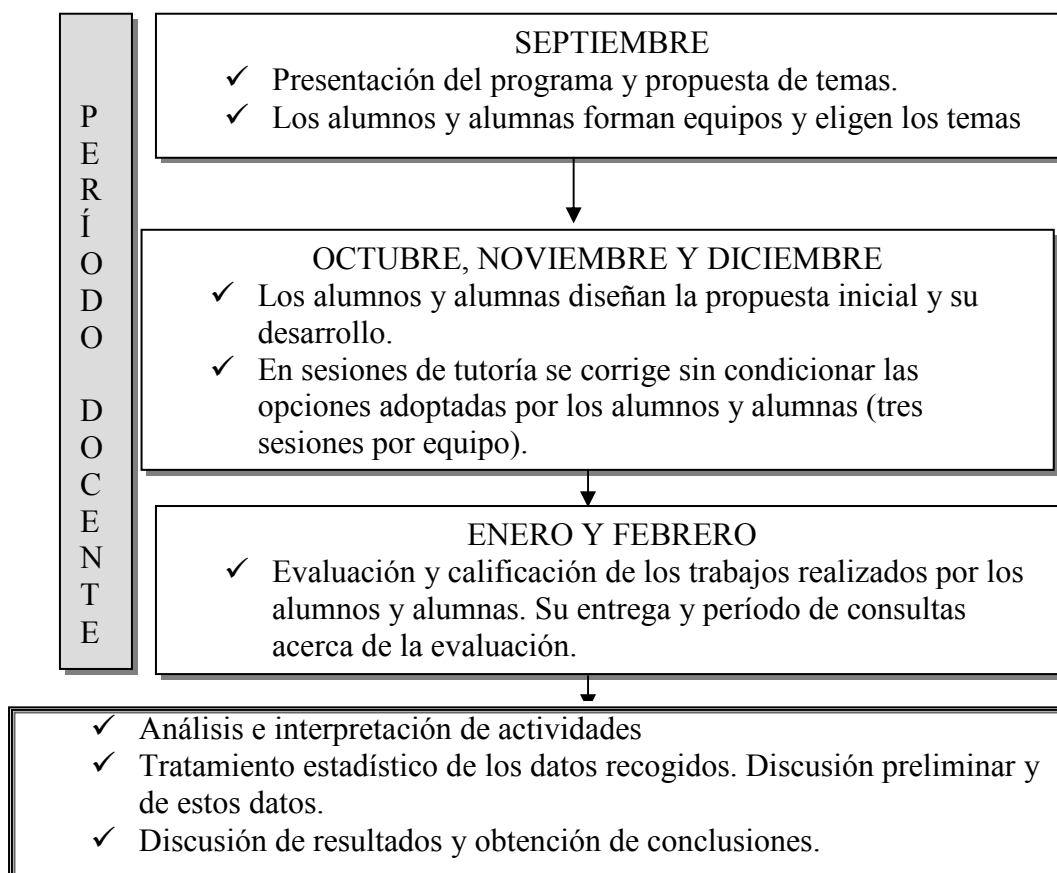 PERÍODO DOCENTE
SEPTIEMBRE
✓ Presentación del programa y propuesta de temas.
✓ Los alumnos y alumnas forman equipos y eligen los temas
OCTUBRE, NOVIEMBRE Y DICIEMBRE
✓ Los alumnos y alumnas diseñan la propuesta inicial y su
desarrollo.
✓ En sesiones de tutoría se corrige sin condicionar las
opciones adoptadas por los alumnos y alumnas (tres
sesiones por equipo).
ENERO Y FEBRERO
✓ Evaluación y calificación de los trabajos realizados por los
alumnos y alumnas. Su entrega y período de consultas
acerca de la evaluación.
✓ Análisis e interpretación de actividades
✓ Tratamiento estadístico de los datos recogidos. Discusión preliminar y
de estos datos.
✓ Discusión de resultados y obtención de conclusiones.